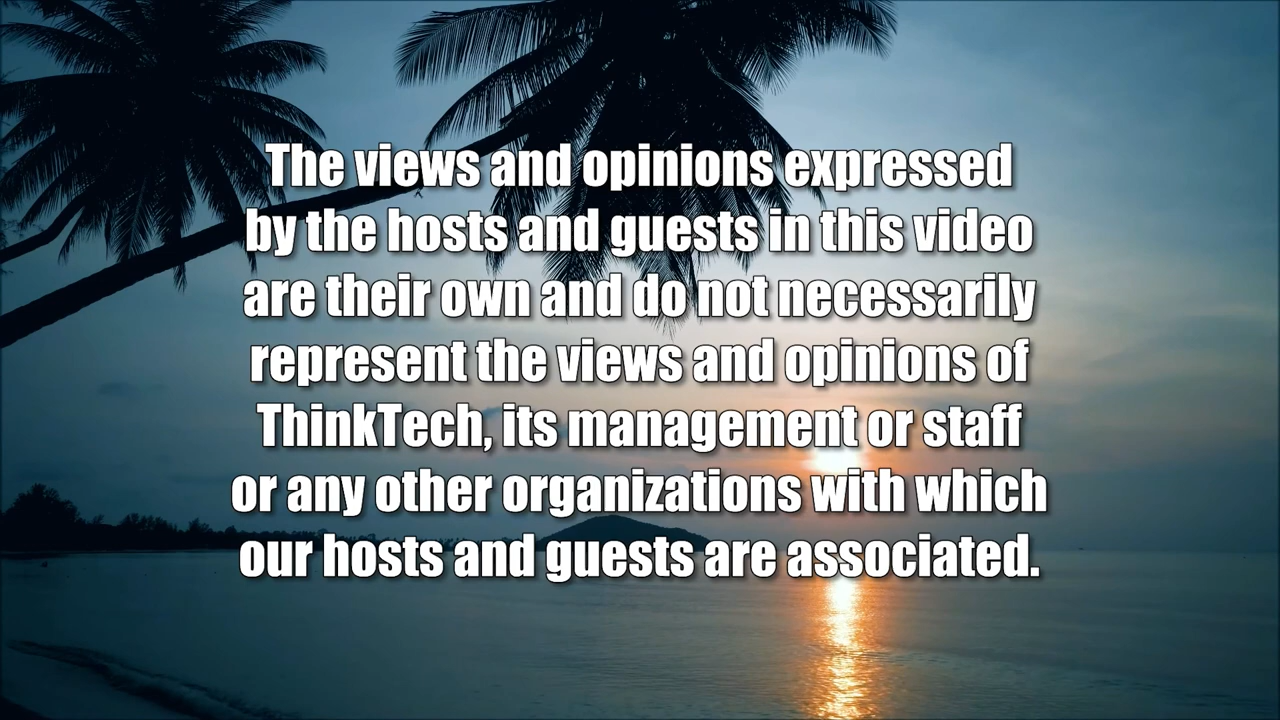 The views and opinions expressed
by the hosts and guests in this video
are their own and do not necessarily
represent the views and opinions of
ThinkTech, its management or staff
or any other organizations with which
our hosts and guests are associated.